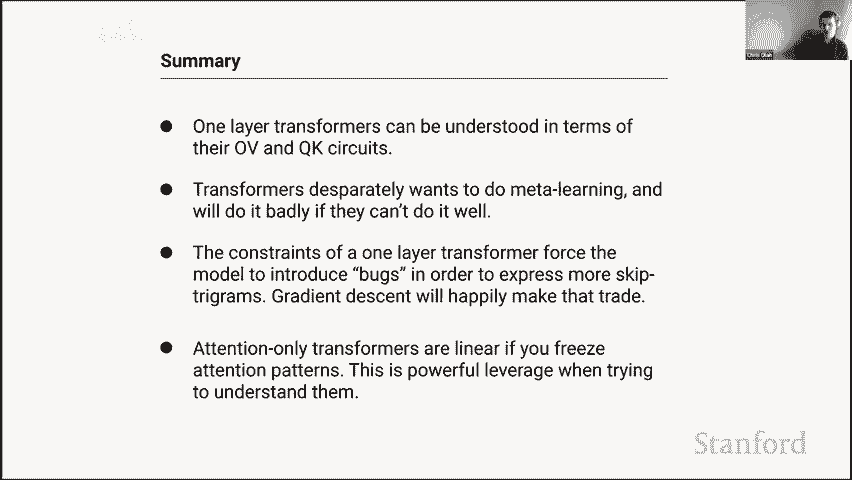 Summary
● One layer transformers can be understood in terms of
their OV and QK circuits.
● Transformers desparately wants to do meta-learning, and
will do it badly if they can't do it well.
● The constraints of a one layer transformer force the
model to introduce “bugs” in order to express more skip-
trigrams. Gradient descent will happily make that trade.
● Attention-only transformers are linear if you freeze
attention patterns. This is powerful leverage when trying
to understand them.
Stanford